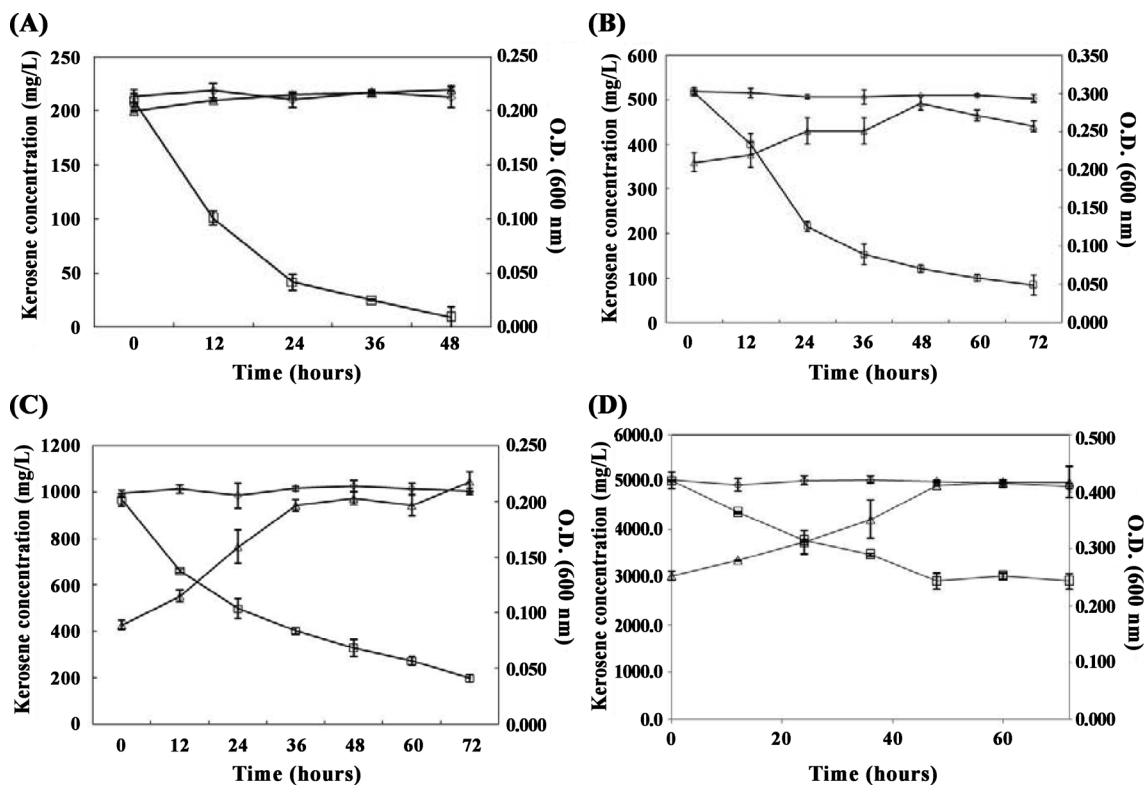 (A)
250
200
150
100
50
0
0.250
0.200
0.150
0.100
0.050
0.000
0 12 24 36 48
Kerosene concentration (mg/L)
O.D. (600 nm)
Time (hours)
(B)
600
500
400
300
200
100
0
0.350
0.300
0.250
0.200
0.150
0.100
0.050
0.000
0 12 24 36 48 60 72
Kerosene concentration (mg/L)
O.D. (600 nm)
Time (hours)
(C)
1200
1000
800
600
400
200
0
0.250
0.200
0.150
0.100
0.050
0.000
0 12 24 36 48 60 72
Kerosene concentration (mg/L)
O.D. (600 nm)
Time (hours)
(D)
6000.0
5000.0
4000.0
3000.0
2000.0
1000.0
0.0
0.500
0.400
0.300
0.200
0.100
0.000
0 20 40 60
Kerosene concentration (mg/L)
O.D. (600 nm)
Time (hours)